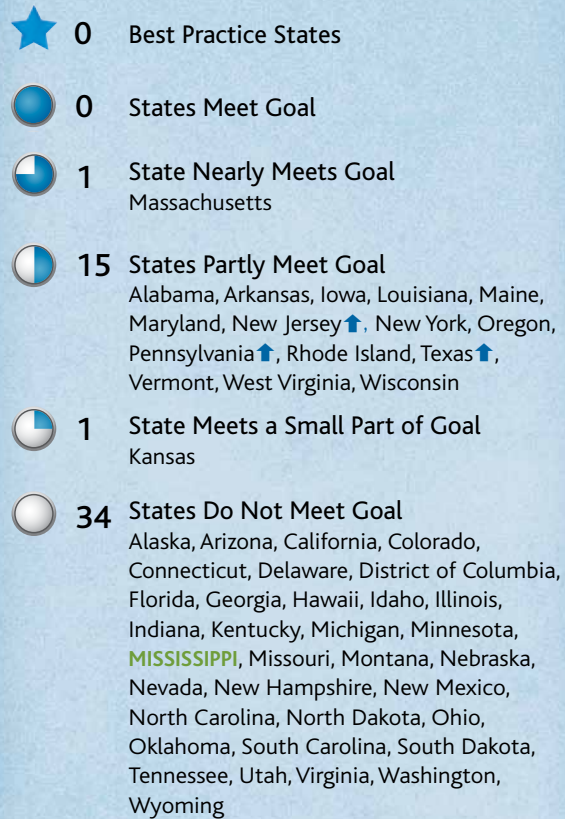 0 Best Practice States
0 States Meet Goal
1 State Nearly Meets Goal
Massachusetts
15 States Partly Meet Goal
Alabama, Arkansas, Iowa, Louisiana, Maine,
Maryland, New Jersey⬆, New York, Oregon,
Pennsylvania⬆, Rhode Island, Texas⬆,
Vermont, West Virginia, Wisconsin
1 State Meets a Small Part of Goal
Kansas
34 States Do Not Meet Goal
Alaska, Arizona, California, Colorado,
Connecticut, Delaware, District of Columbia,
Florida, Georgia, Hawaii, Idaho, Illinois,
Indiana, Kentucky, Michigan, Minnesota,
MISSISSIPPI, Missouri, Montana, Nebraska,
Nevada, New Hampshire, New Mexico,
North Carolina, North Dakota, Ohio,
Oklahoma, South Carolina, South Dakota,
Tennessee, Utah, Virginia, Washington,
Wyoming